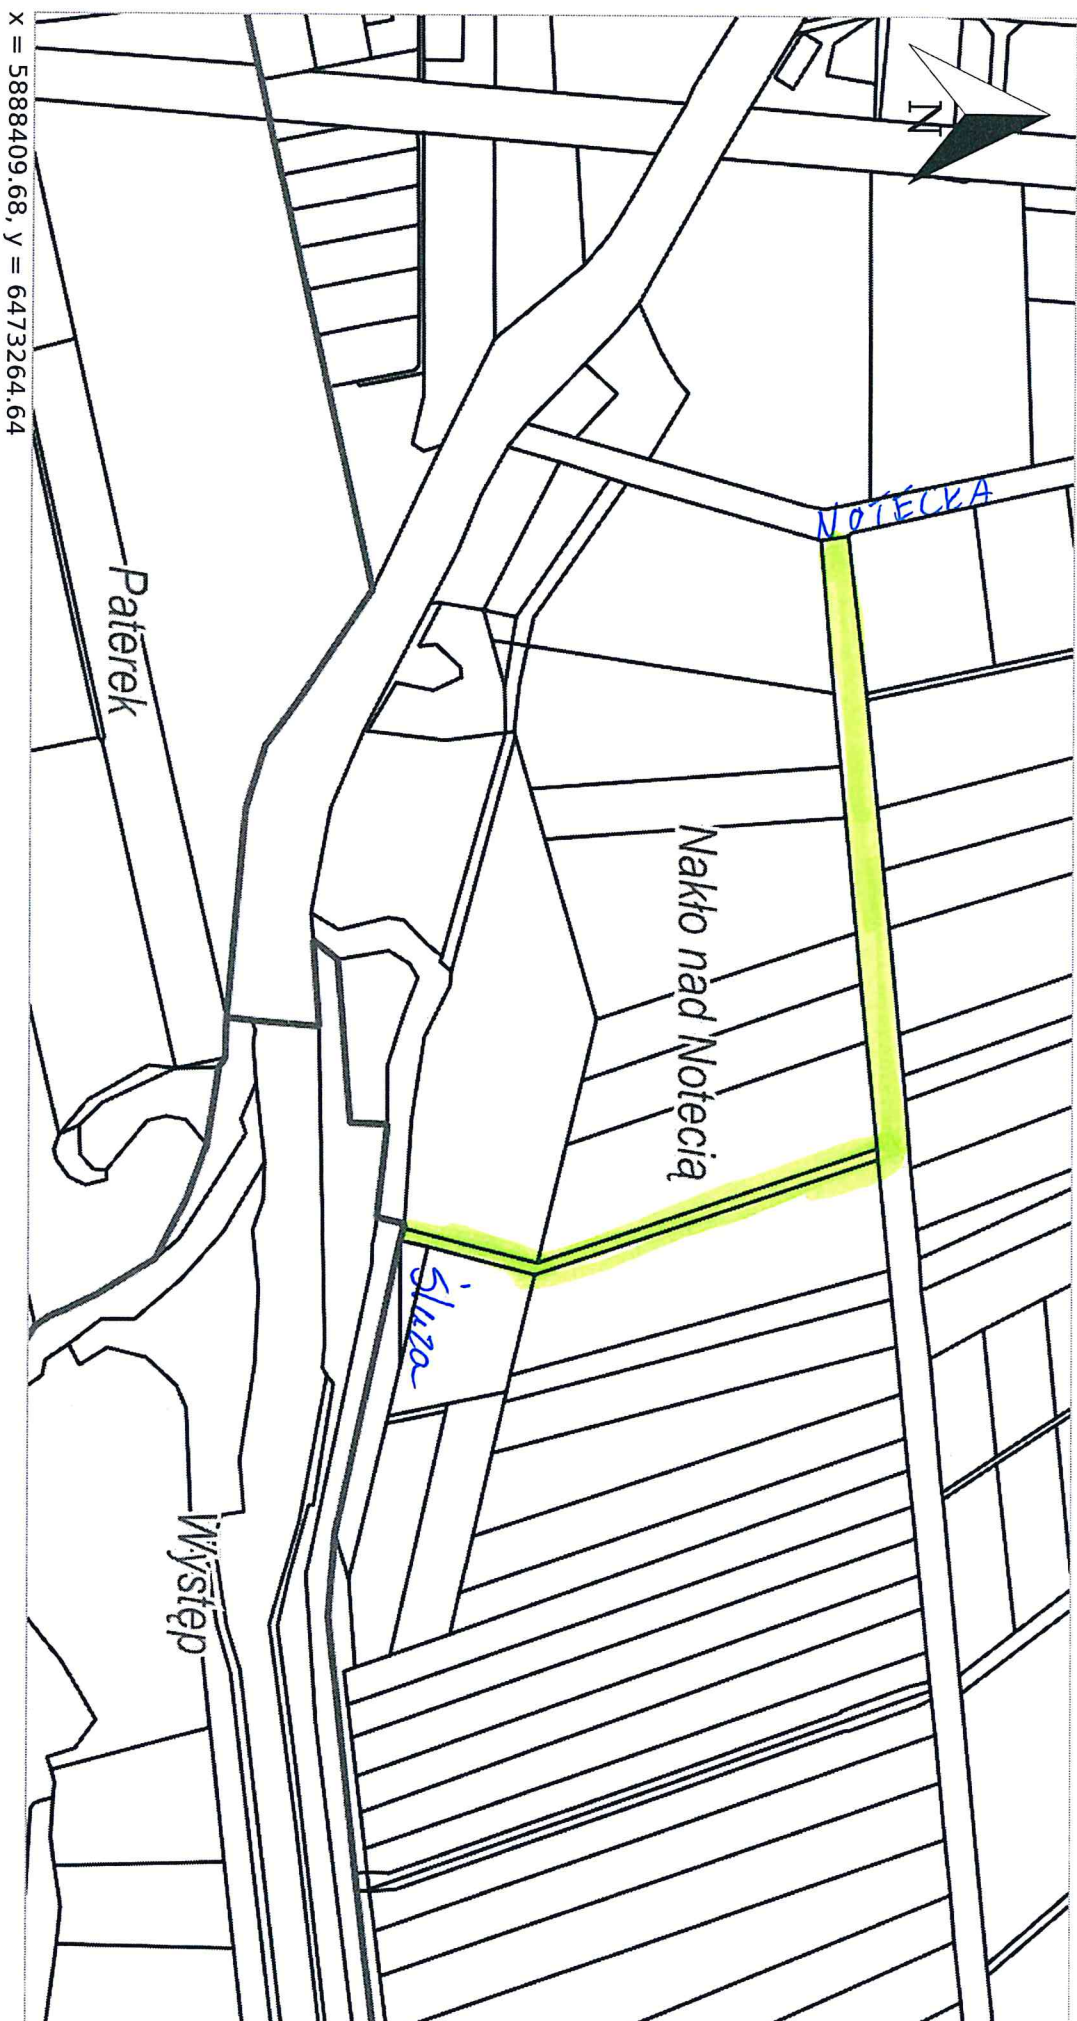 N
NOTECKA
Nakło nad Notecią
Śluza
Paterek
Występ
x = 5888409.68, y = 6473264.64